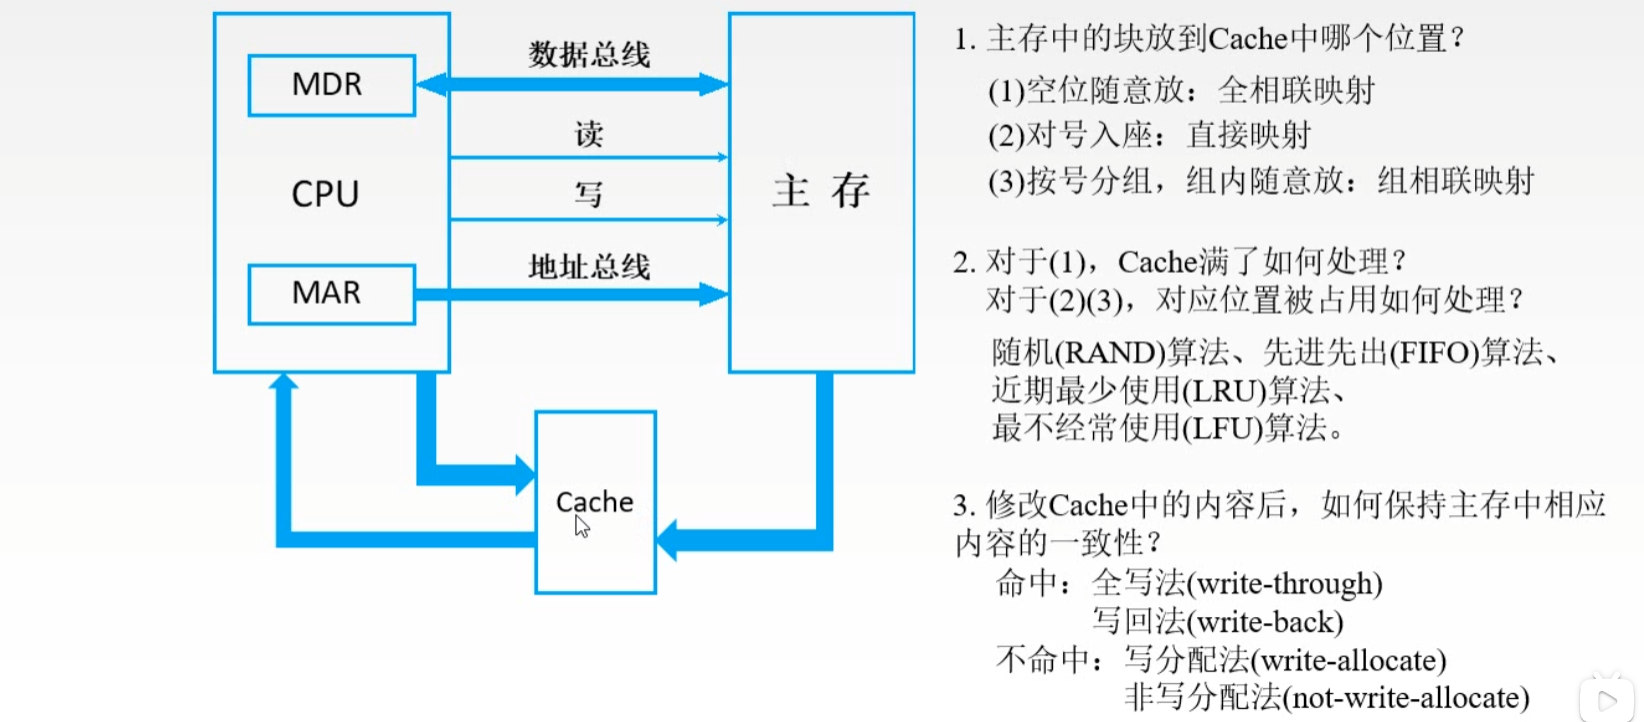 数据总线
MDR
读
CPU
写
主 存
地址总线
MAR
Cache
1. 主存中的块放到Cache中哪个位置？
(1)空位随意放：全相联映射
(2)对号入座：直接映射
(3)按号分组，组内随意放：组相联映射
2. 对于(1)，Cache满了如何处理？
对于(2)(3)，对应位置被占用如何处理？
随机(RAND)算法、先进先出(FIFO)算法、
近期最少使用(LRU)算法、
最不经常使用(LFU)算法。
3. 修改Cache中的内容后，如何保持主存中相应
内容的一致性？
命中：全写法(write-through)
写回法(write-back)
不命中：写分配法(write-allocate)
非写分配法(not-write-allocate)